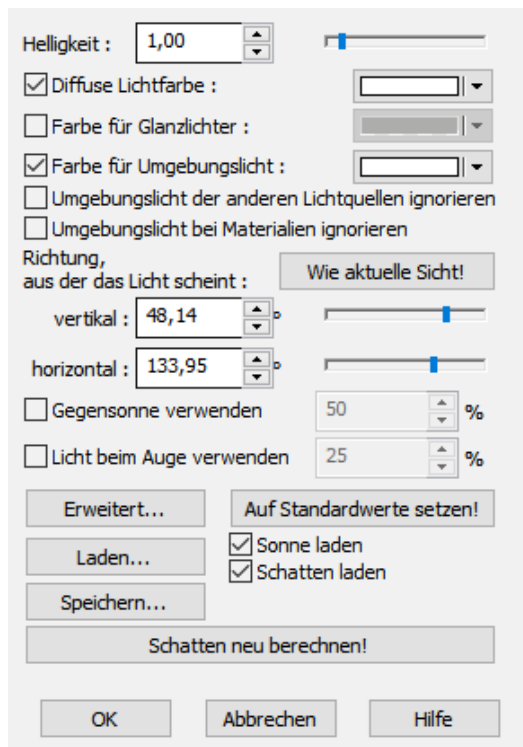 Helligkeit : 1,00
Diffuse Lichtfarbe :
Farbe für Glanzlichter :
Farbe für Umgebungslicht :
Umgebungslicht der anderen Lichtquellen ignorieren
Umgebungslicht bei Materialien ignorieren
Richtung,
aus der das Licht scheint : Wie aktuelle Sicht!
vertikal : 48,14 °
horizontal : 133,95 °
Gegensonne verwenden 50 %
Licht beim Auge verwenden 25 %
Erweitert... Auf Standardwerte setzen!
Laden... Sonne laden
Schatten laden
Speichern...
Schatten neu berechnen!
OK Abbrechen Hilfe